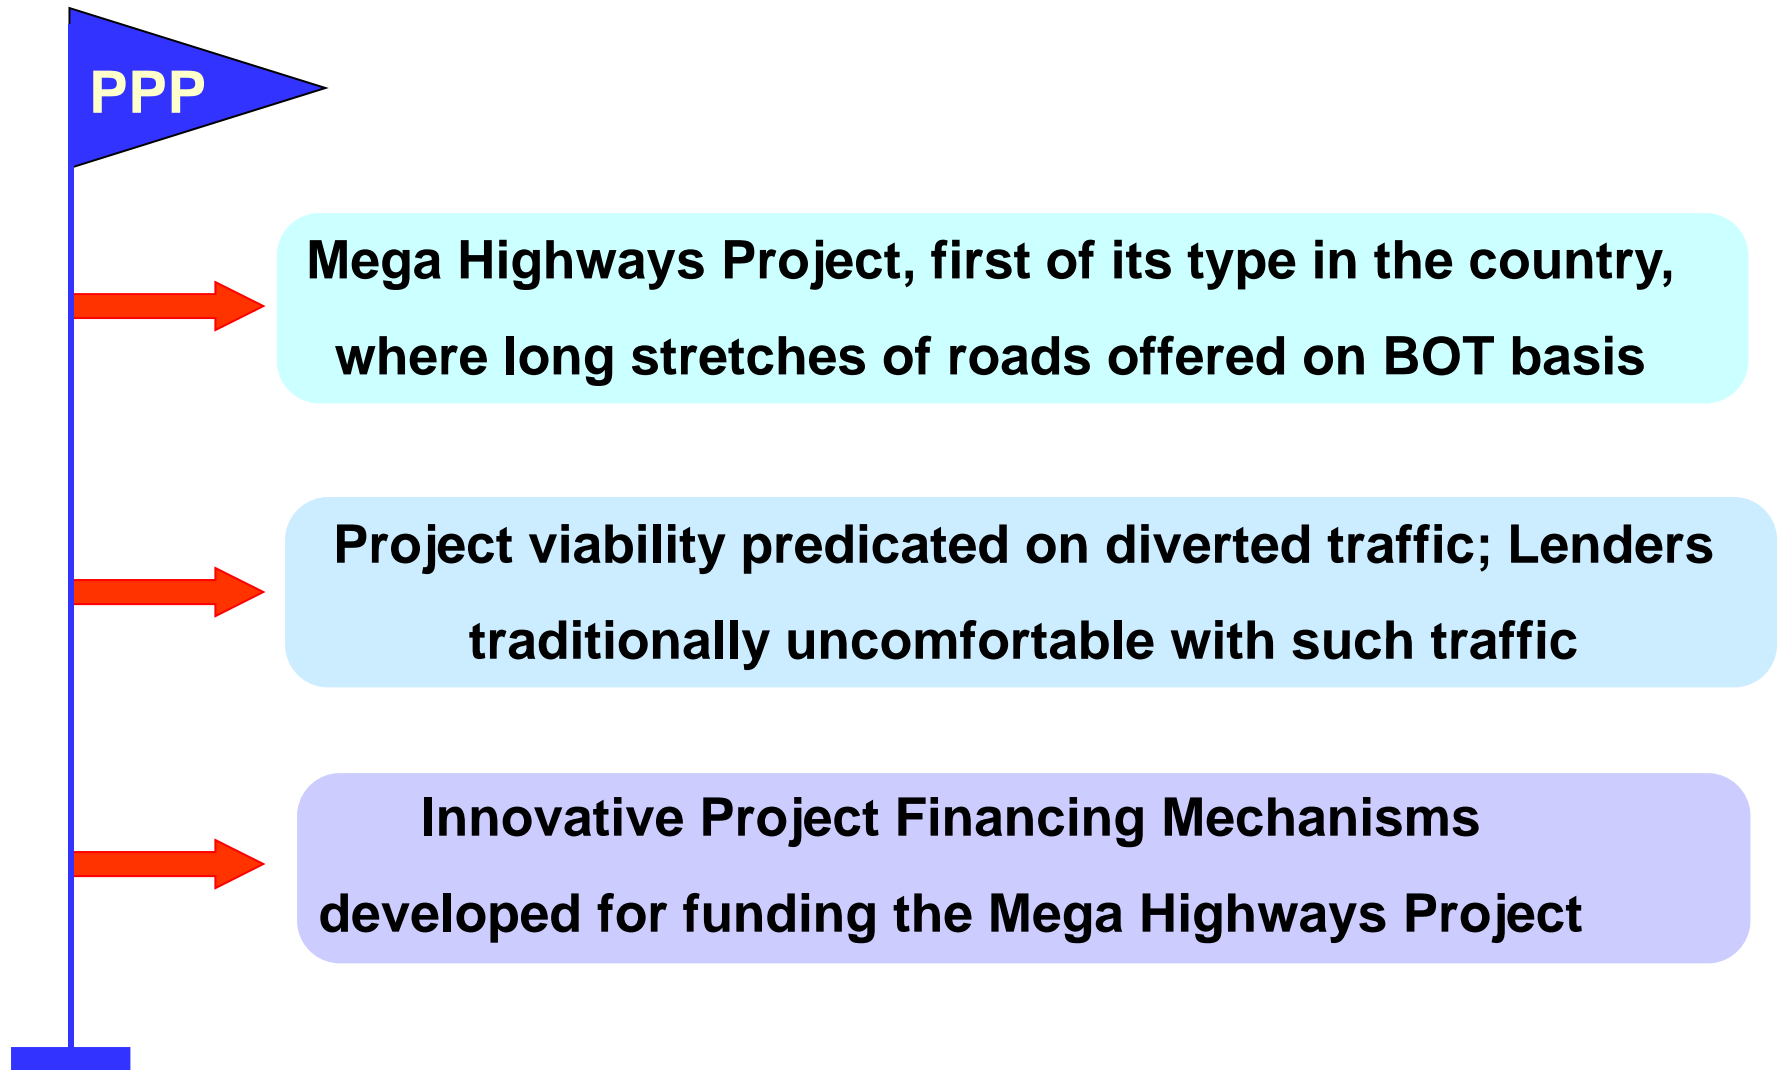 PPP
Mega Highways Project, first of its type in the country,
where long stretches of roads offered on BOT basis
Project viability predicated on diverted traffic; Lenders
traditionally uncomfortable with such traffic
Innovative Project Financing Mechanisms
developed for funding the Mega Highways Project